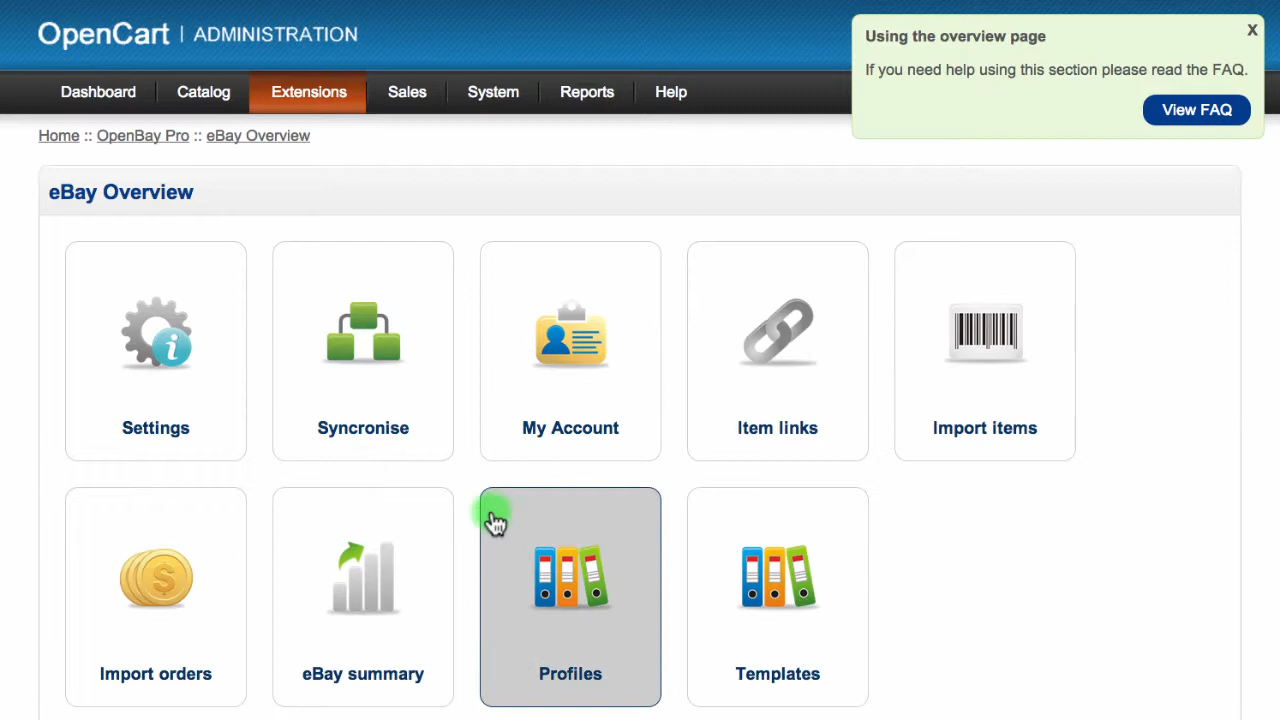 OpenCart | ADMINISTRATION
Using the overview page
X
If you need help using this section please read the FAQ.
View FAQ
Dashboard
Catalog
Extensions
Sales
System
Reports
Help
Home :: OpenBay Pro :: eBay Overview
eBay Overview
Settings
Syncronise
My Account
Item links
Import items
Import orders
eBay summary
Profiles
Templates